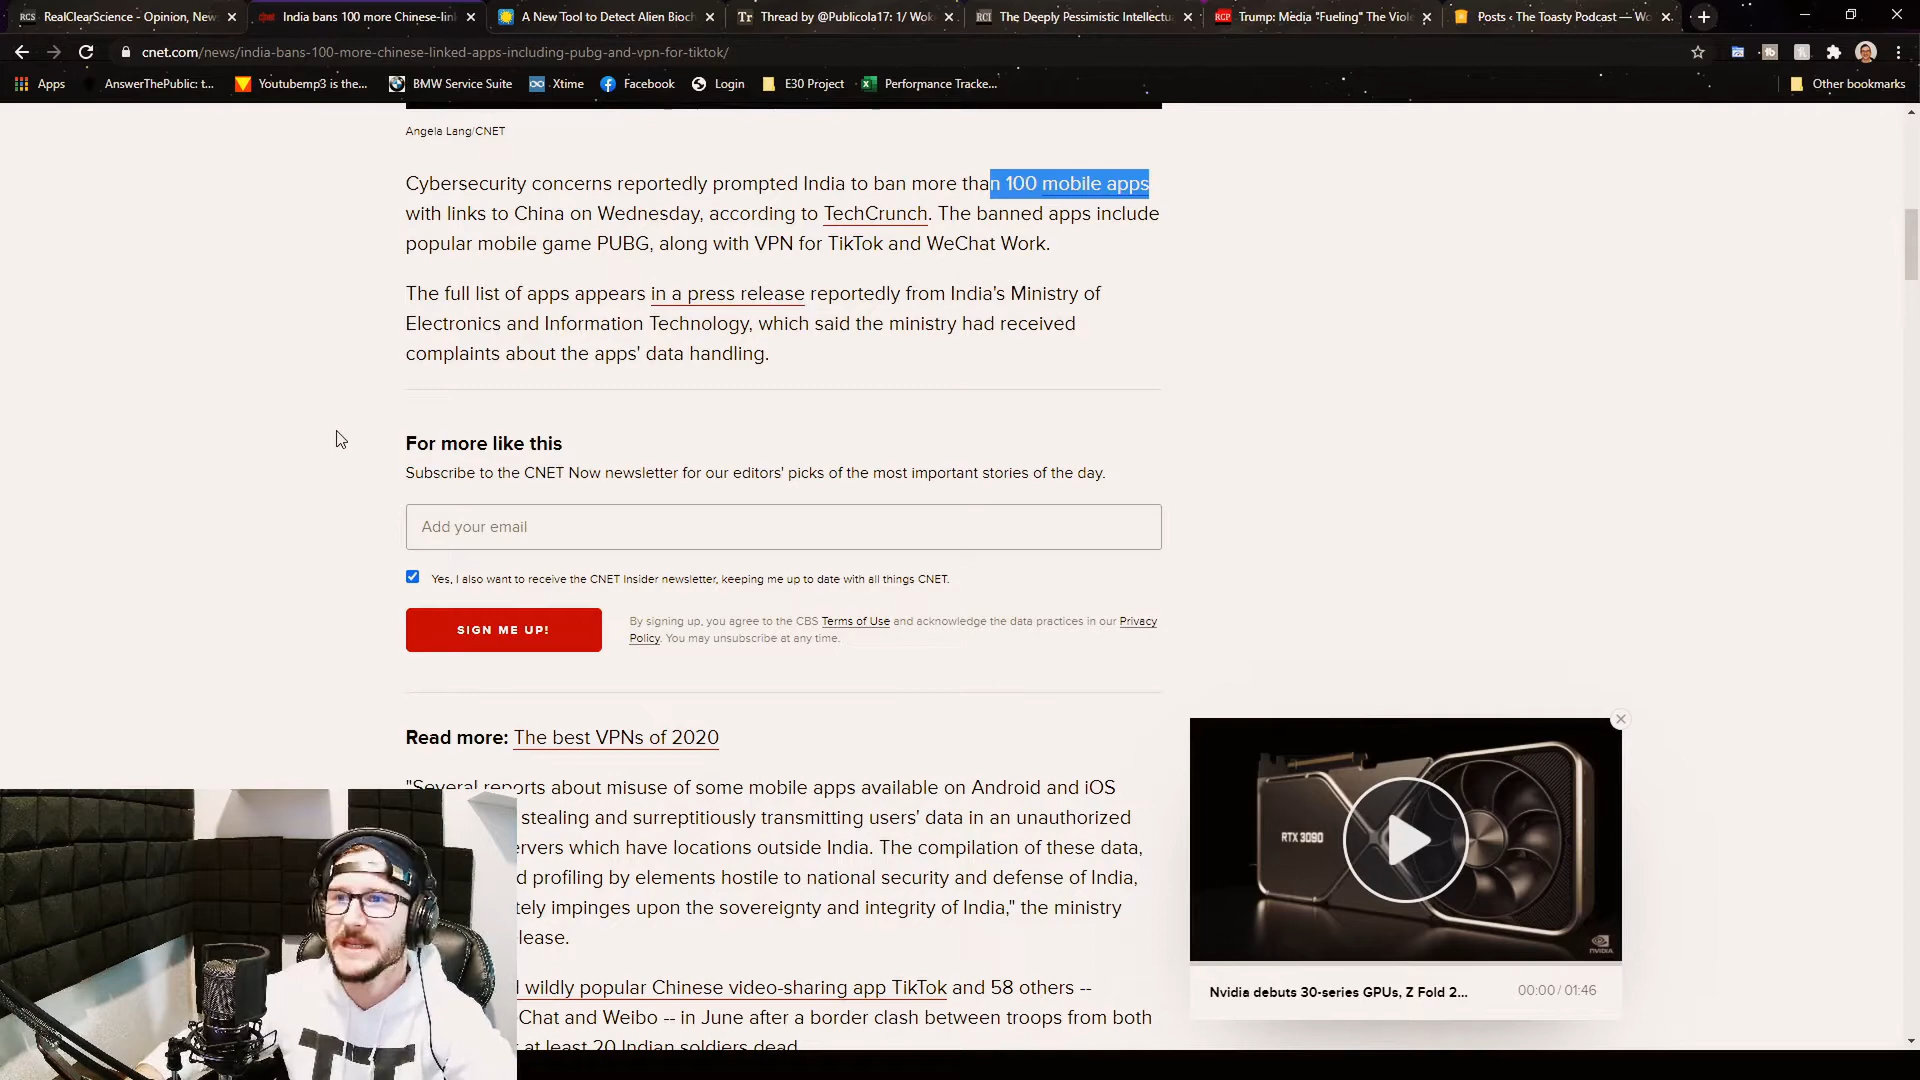 RealClearScience - Opinion, New
India bans 100 more Chinese-link
A New Tool to Detect Alien Bioch
Thread by @Publicola17: 1/ Wok
The Deeply Pessimistic Intellectu
Trump: Media "Fueling" The Viol
Posts ‹ The Toasty Podcast — Wo
cnet.com/news/india-bans-100-more-chinese-linked-apps-including-pubg-and-vpn-for-tiktok/
Apps
AnswerThePublic: t...
Youtubemp3 is the...
BMW Service Suite
Xtime
Facebook
Login
E30 Project
Performance Tracke...
Other bookmarks
Angela Lang/CNET
Cybersecurity concerns reportedly prompted India to ban more than 100 mobile apps
with links to China on Wednesday, according to TechCrunch. The banned apps include
popular mobile game PUBG, along with VPN for TikTok and WeChat Work.
The full list of apps appears in a press release reportedly from India's Ministry of
Electronics and Information Technology, which said the ministry had received
complaints about the apps' data handling.
For more like this
Subscribe to the CNET Now newsletter for our editors' picks of the most important stories of the day.
Add your email
Yes, I also want to receive the CNET Insider newsletter, keeping me up to date with all things CNET.
SIGN ME UP!
By signing up, you agree to the CBS Terms of Use and acknowledge the data practices in our Privacy
Policy. You may unsubscribe at any time.
Read more: The best VPNs of 2020
"Several reports about misuse of some mobile apps available on Android and iOS
stealing and surreptitiously transmitting users' data in an unauthorized
ervers which have locations outside India. The compilation of these data,
d profiling by elements hostile to national security and defense of India,
tely impinges upon the sovereignty and integrity of India," the ministry
lease.
wildly popular Chinese video-sharing app TikTok and 58 others --
Chat and Weibo -- in June after a border clash between troops from both
at least 20 Indian soldiers dead.
RTX 3090
NVIDIA
Nvidia debuts 30-series GPUs, Z Fold 2...
00:00 / 01:46